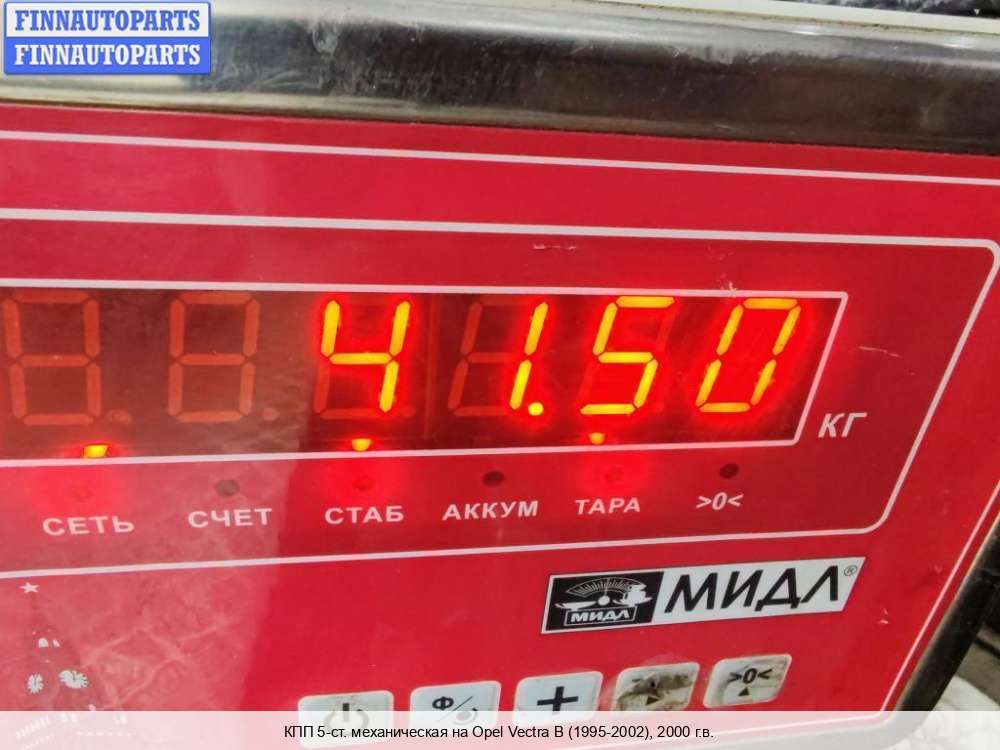 FINNAUTOPARTS
FINNAUTOPARTS
41.50
КГ
СЕТЬ СЧЕТ СТАБ АККУМ ТАРА >0<
МИДЛ МИДЛ®
Ф + >0<
КПП 5-ст. механическая на Opel Vectra B (1995-2002), 2000 г.в.